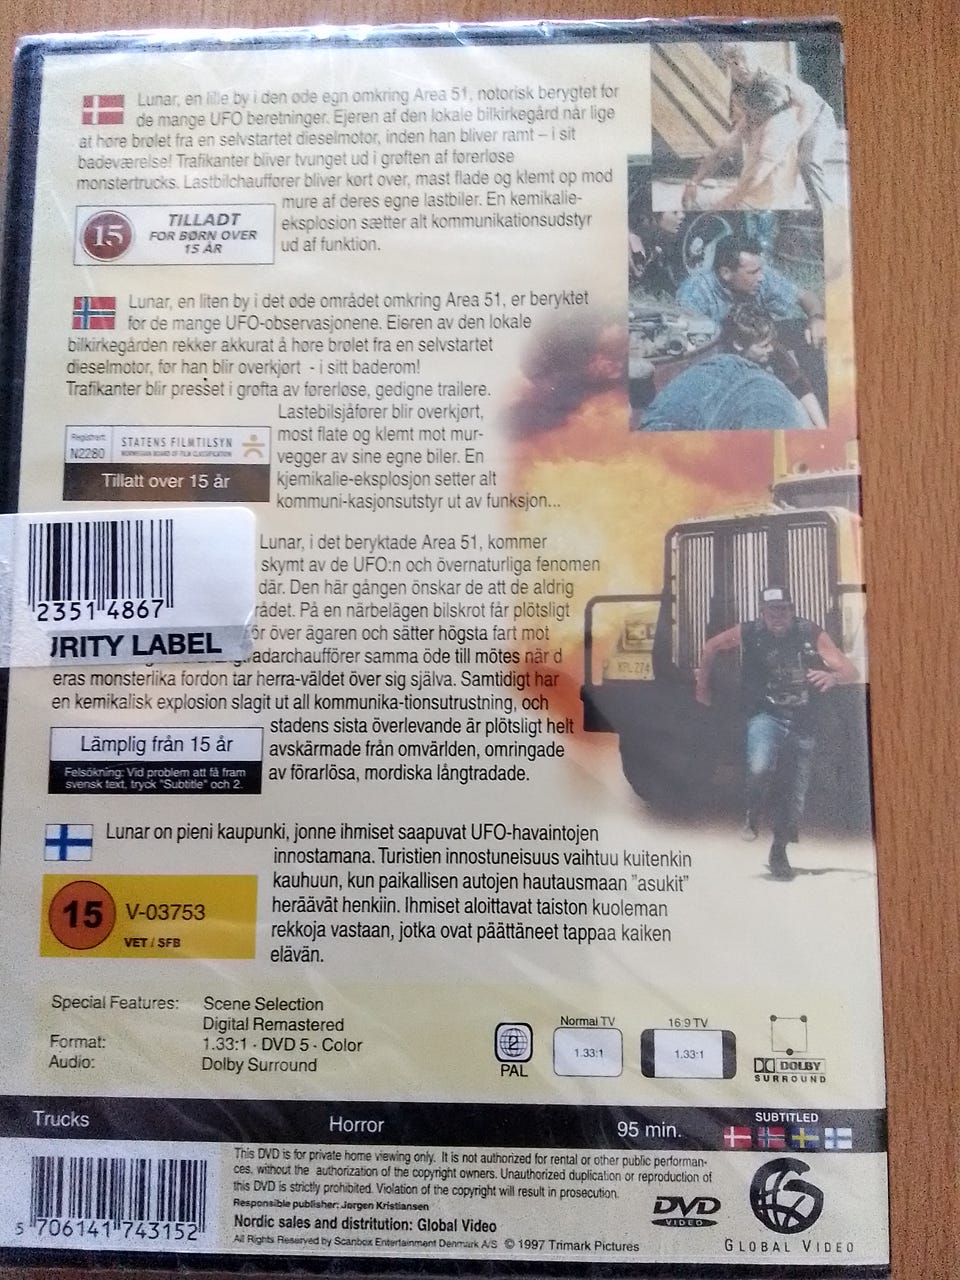 Lunar, en lille by i den øde egn omkring Area 51, notorisk berygtet for
de mange UFO beretninger. Ejeren af den lokale bilkirkegård når lige
at høre brølet fra en selvstartet dieselmotor, inden han bliver ramt – i sit
badeværelse! Trafikanter bliver tvunget ud i grøften af førerløse
monstertrucks. Lastbilchauffører bliver kørt over, mast flade og klemt op mod
mure af deres egne lastbiler. En kemikalie-
eksplosion sætter alt kommunikationsudstyr
ud af funktion.
15
TILLADT
FOR BØRN OVER
15 ÅR
Lunar, en liten by i det øde området omkring Area 51, er beryktet
for de mange UFO-observasjonene. Eieren av den lokale
bilkirkegården rekker akkurat å høre brølet fra en selvstartet
dieselmotor, før han blir overkjørt - i sitt baderom!
Trafikanter blir presset i grøfta av førerløse, gedigne trailere.
Lastebilsjåfører blir overkjørt,
most flate og klemt mot mur-
vegger av sine egne biler. En
kjemikalie-eksplosjon setter alt
kommuni-kasjonsutstyr ut av funksjon...
Registrert:
N2280
STATENS FILMTILSYN
NORWEGIAN BOARD OF FILM CLASSIFICATION
Tillatt over 15 år
Lunar, i det beryktade Area 51, kommer
skymt av de UFO:n och övernaturliga fenomen
där. Den här gången önskar de att de aldrig
rådet. På en närbelägen bilskrot får plötsligt
ör över ägaren och sätter högsta fart mot
adarchaufförer samma öde till mötes när d
eras monsterlika fordon tar herra-väldet över sig själva. Samtidigt har
en kemikalisk explosion slagit ut all kommunika-tionsutrustning, och
stadens sista överlevande är plötsligt helt
avskärmade från omvärlden, omringade
av förarlösa, mordiska långtradade.
23514867
URITY LABEL
Lämplig från 15 år
Felsökning: Vid problem att få fram
svensk text, tryck "Subtitle" och 2.
KPL 274
Lunar on pieni kaupunki, jonne ihmiset saapuvat UFO-havaintojen
innostamana. Turistien innostuneisuus vaihtuu kuitenkin
kauhuun, kun paikallisen autojen hautausmaan "asukit"
heräävät henkiin. Ihmiset aloittavat taiston kuoleman
rekkoja vastaan, jotka ovat päättäneet tappaa kaiken
elävän.
15
V-03753
VET / SFB
Special Features: Scene Selection
Digital Remastered
Format: 1.33:1 · DVD 5 · Color
Audio: Dolby Surround
2
PAL
Normal TV
1.33:1
16:9 TV
1.33:1
DOLBY
SURROUND
Trucks Horror 95 min.
SUBTITLED
This DVD is for private home viewing only. It is not authorized for rental or other public performan-
ces, without the authorization of the copyright owners. Unauthorized duplication or reproduction of
this DVD is strictly prohibited. Violation of the copyright will result in prosecution.
Responsible publisher: Jørgen Kristiansen
Nordic sales and distritution: Global Video
All Rights Reserved by Scanbox Entertainment Denmark A/S © 1997 Trimark Pictures
5 706141 743152
DVD
VIDEO
GLOBAL VIDEO